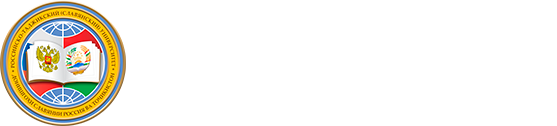 РОССИЙСКО-ТАДЖИКСКИЙ (СЛАВЯНСКИЙ) УНИВЕРСИТЕТ
ДОНИШГОҲИ СЛАВЯНИИ РОССИЯ ВА ТОҶИКИСТОН